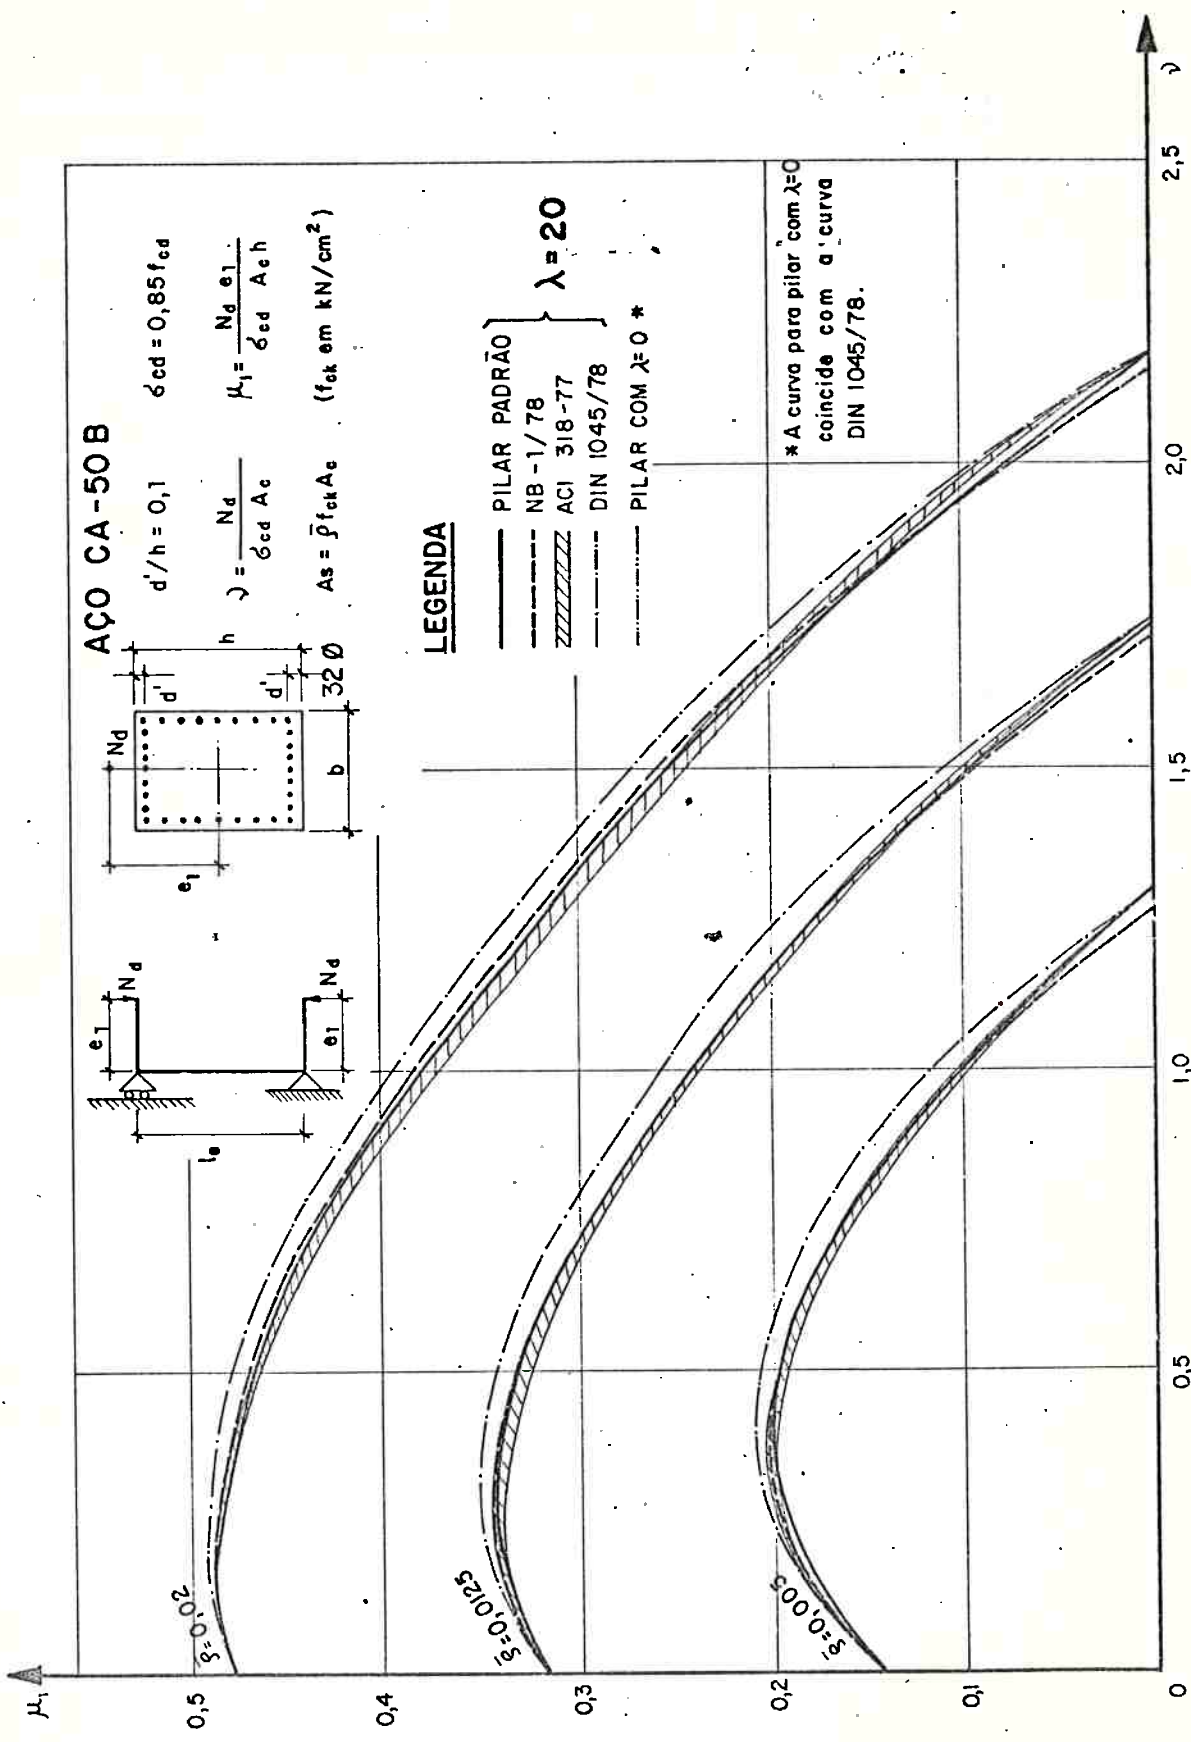 AÇO CA-50B
d'/h = 0,1
σcd = 0,85fcd
ν = Nd / σcd Ac
μ1 = Nd e1 / σcd Ac h
As = ρ̄ fck Ac (fck em kN/cm²)
Nd
e1
d'
d'
h
b
32 Ø
e1
Nd
Nd
e1
le
LEGENDA
PILAR PADRÃO
NB-1/78
ACI 318-77
DIN 1045/78
λ = 20
PILAR COM λ=0 *
* A curva para pilar com λ=0
coincide com a curva
DIN 1045/78.
μ1
0,5
0,4
0,3
0,2
0,1
0
0,5
1,0
1,5
2,0
2,5
ν
ρ̄=0,02
ρ̄=0,0125
ρ̄=0,005